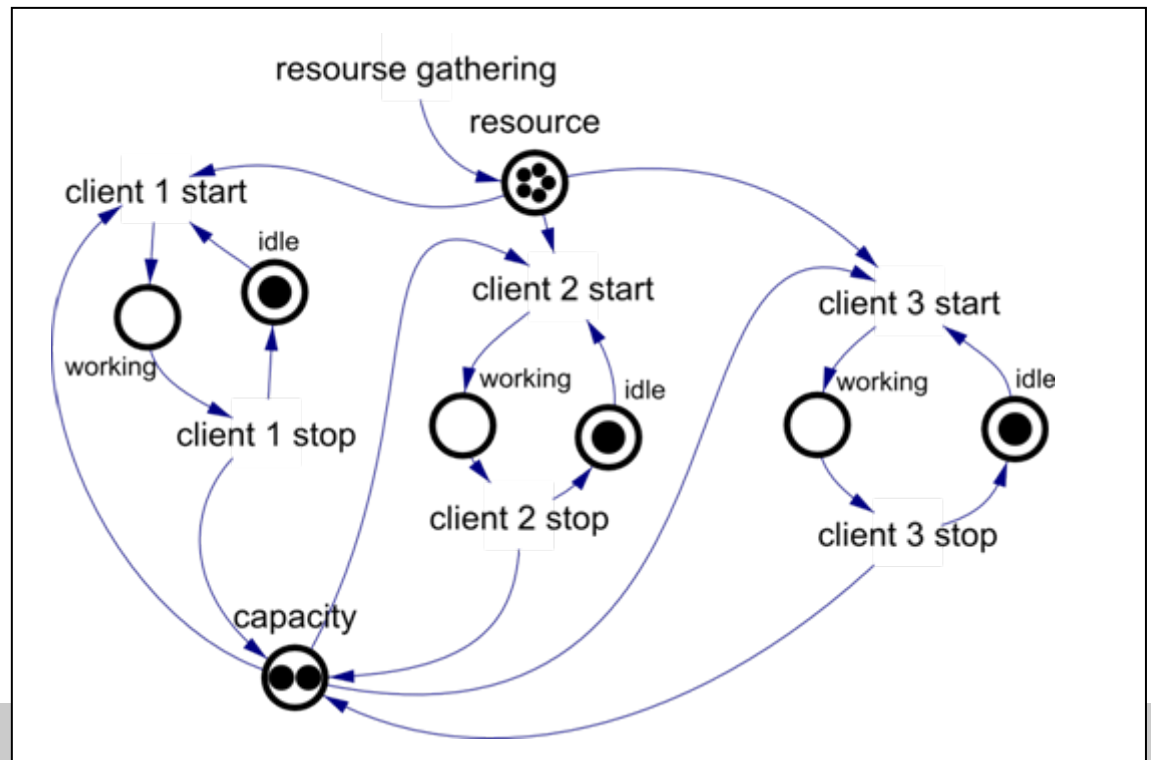 resourse gathering
resource
client 1 start
idle
working
client 1 stop
client 2 start
working
idle
client 2 stop
client 3 start
working
idle
client 3 stop
capacity